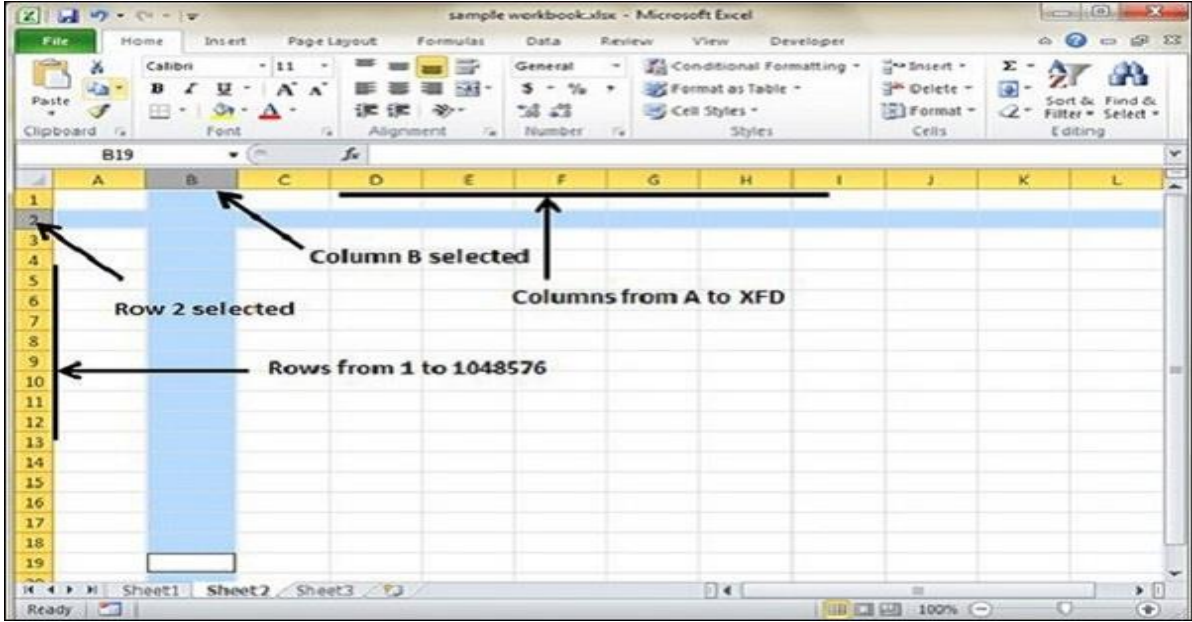 sample workbook.xlsx - Microsoft Excel
File Home Insert Page Layout Formulas Data Review View Developer
Calibri 11 General Conditional Formatting Insert Σ
Paste B I U A A $ % , Format as Table Delete Sort & Filter Find & Select
A Cell Styles Format
Clipboard Font Alignment Number Styles Cells Editing
B19 fx
A B C D E F G H I J K L
1
2
3
Column B selected
4
5
Columns from A to XFD
6
Row 2 selected
7
8
9
Rows from 1 to 1048576
10
11
12
13
14
15
16
17
18
19
Sheet1 Sheet2 Sheet3
Ready 100%